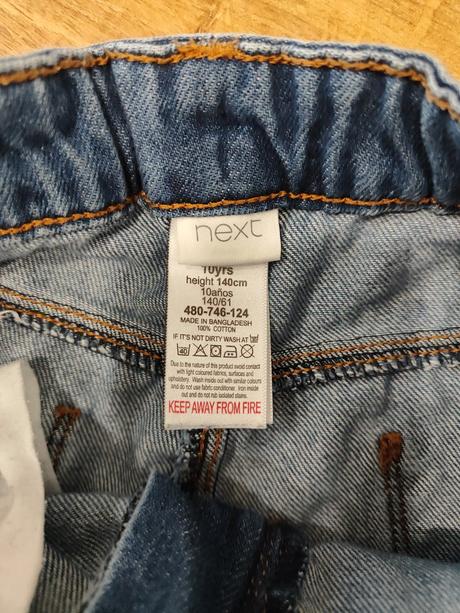 next
10yrs
height 140cm
10años
140/61
480-746-124
MADE IN BANGLADESH
100% COTTON
IF IT'S NOT DIRTY WASH AT
40
Due to the nature of this product avoid contact
with light coloured fabrics, surfaces and
upholstery. Wash inside out with similar colours
and do not use fabric conditioner. Iron inside
out and do not rub isolated stains.
KEEP AWAY FROM FIRE